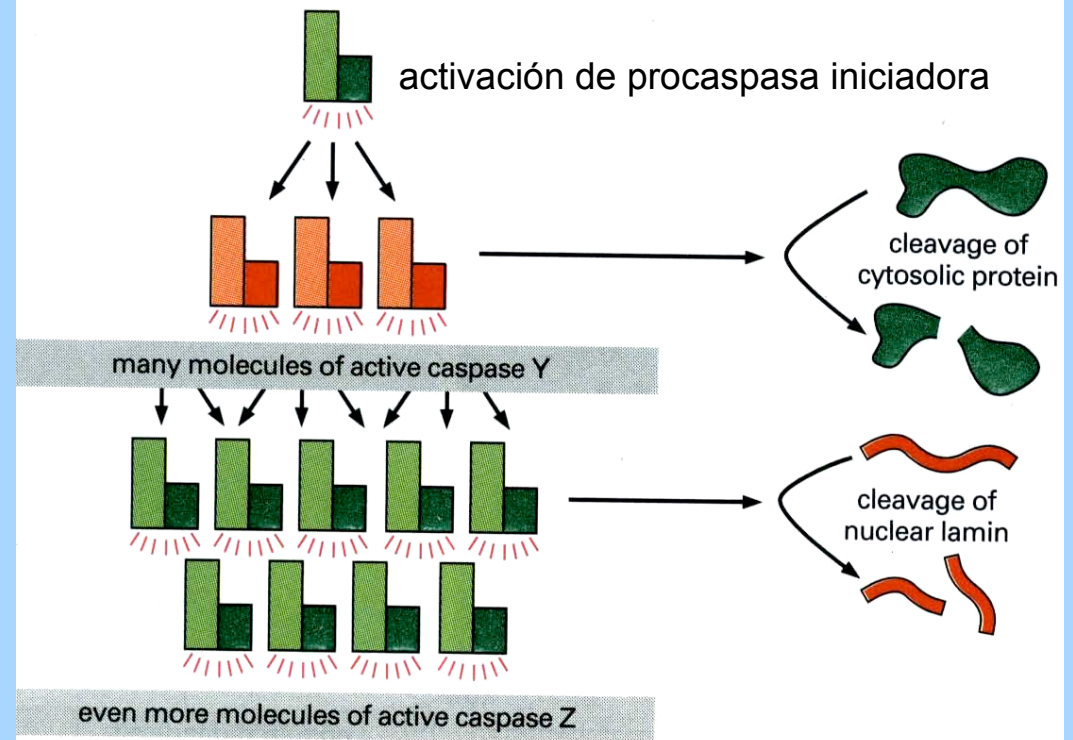 activación de procaspasa iniciadora
cleavage of
cytosolic protein
many molecules of active caspase Y
cleavage of
nuclear lamin
even more molecules of active caspase Z